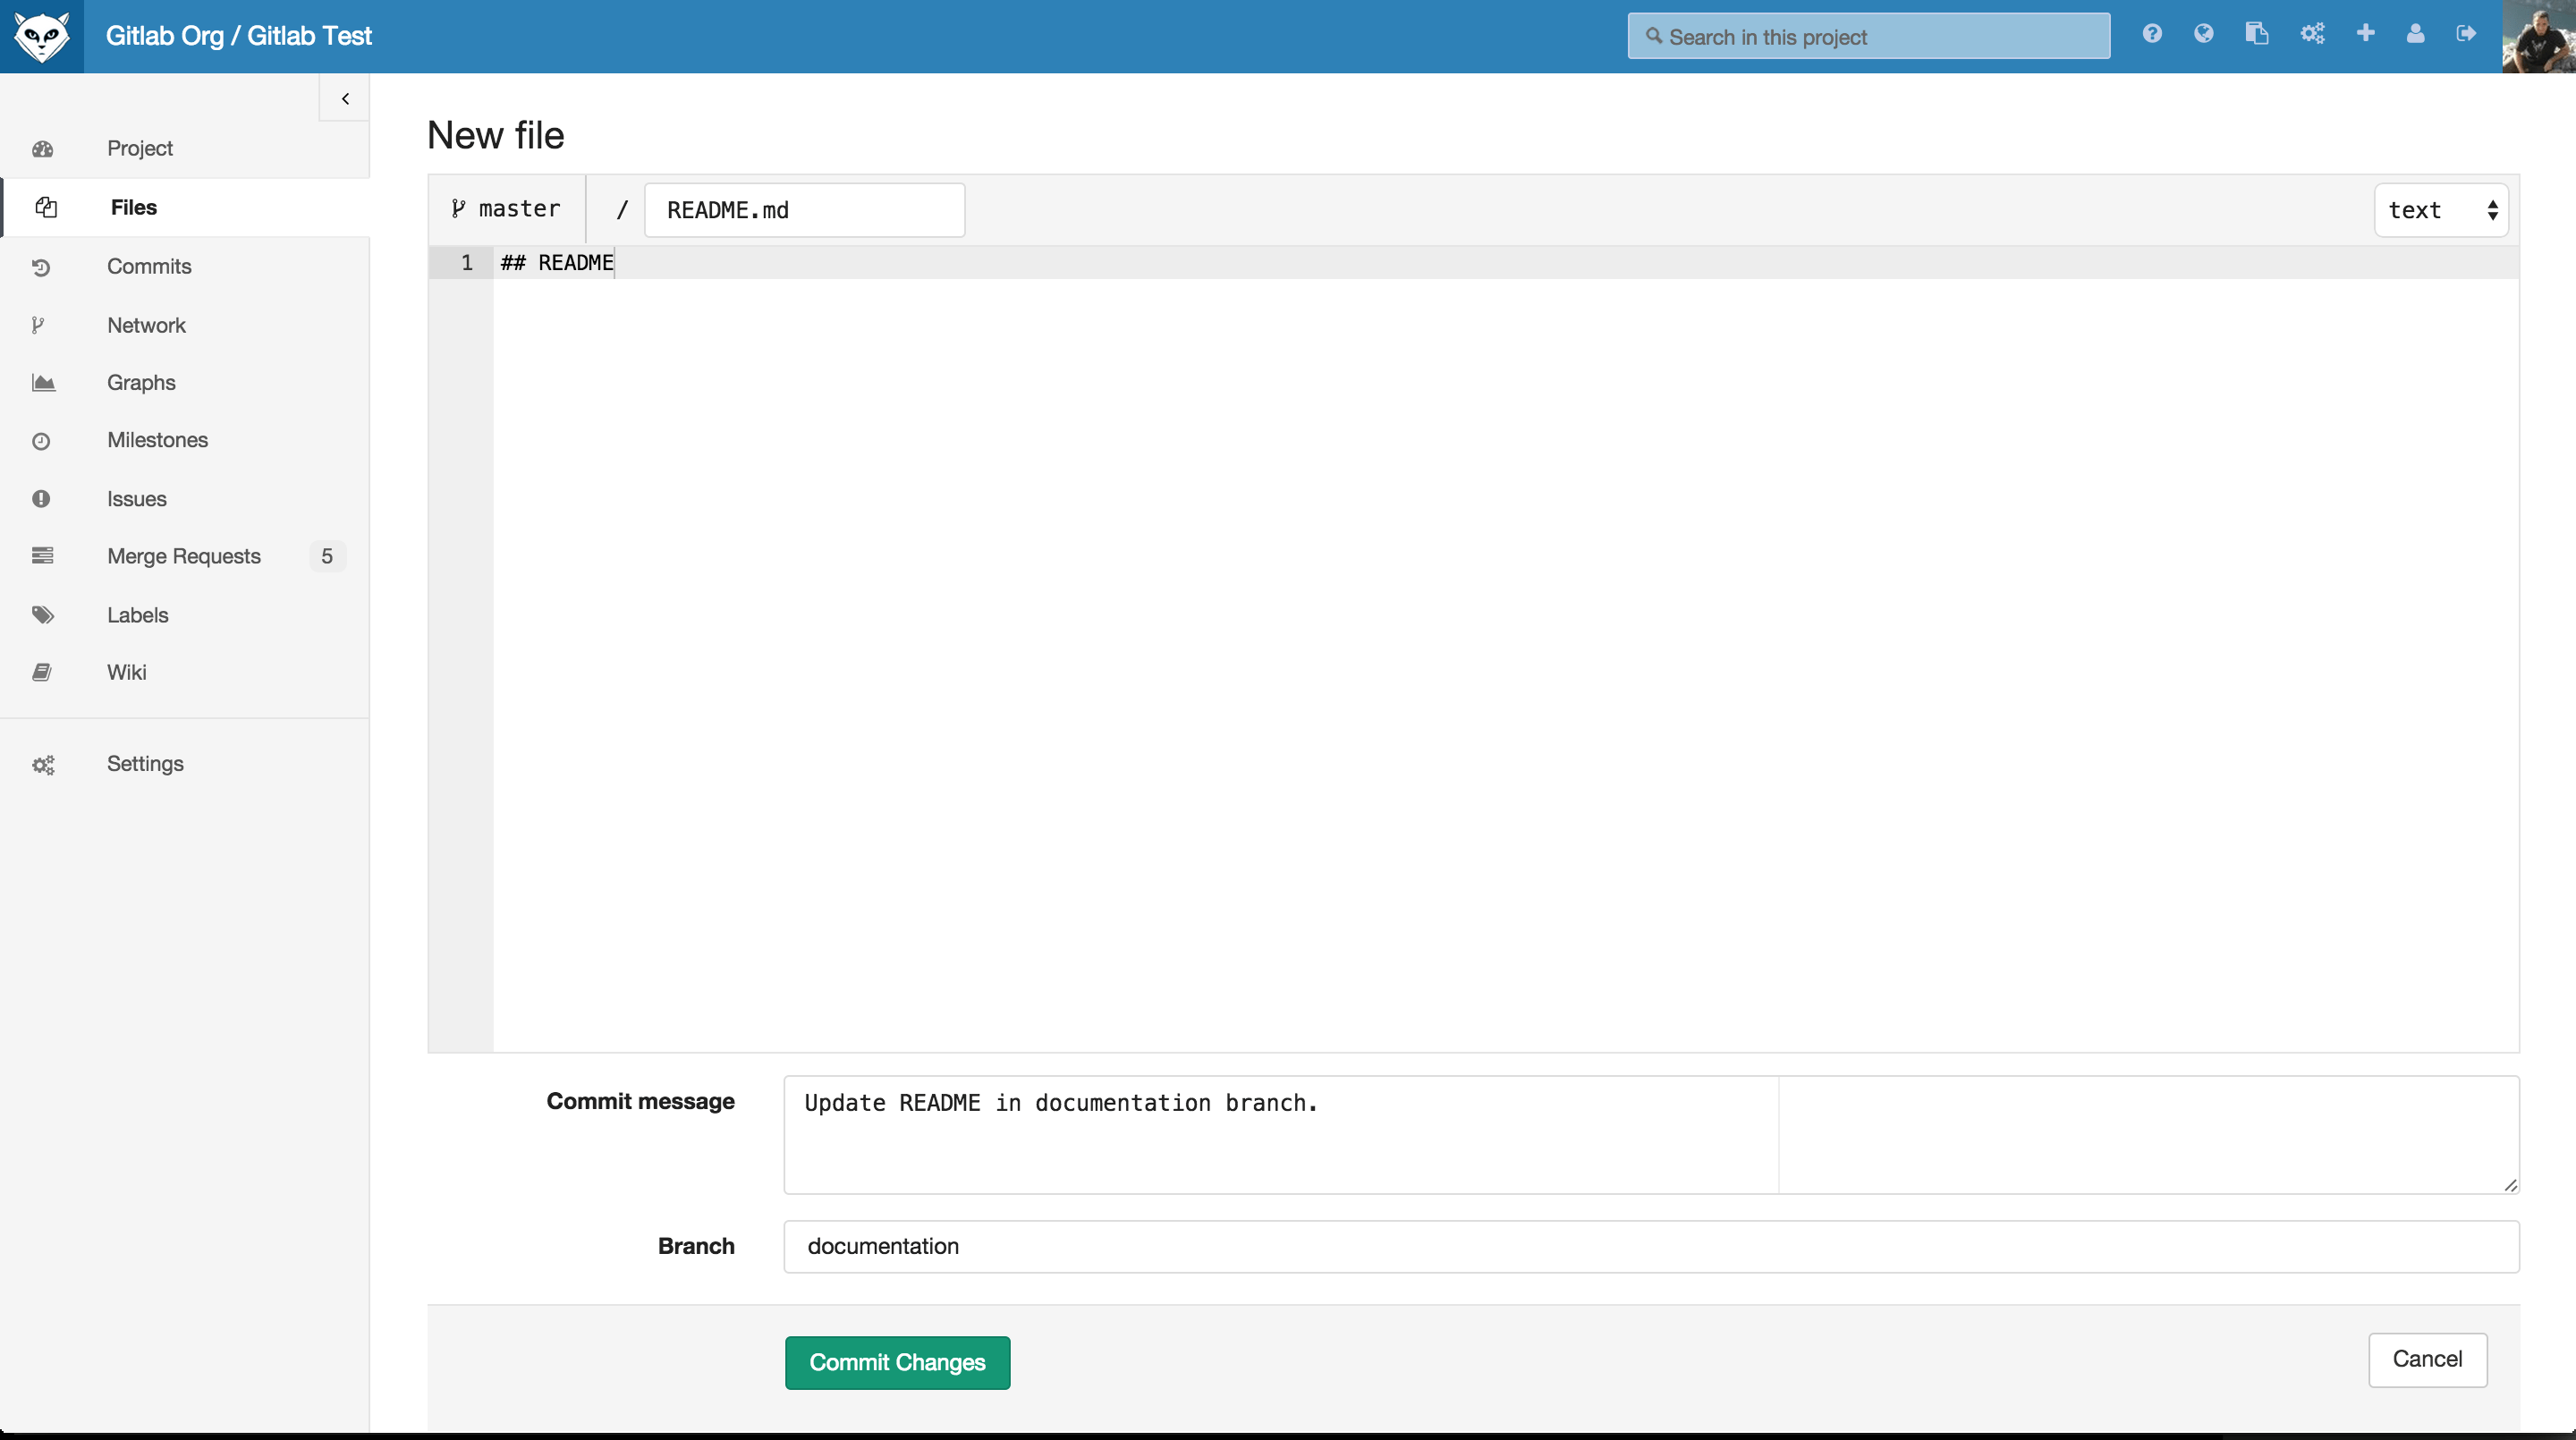 Gitlab Org / Gitlab Test
Search in this project
Project
Files
Commits
Network
Graphs
Milestones
Issues
Merge Requests 5
Labels
Wiki
Settings
New file
master / README.md text
1 ## README
Commit message Update README in documentation branch.
Branch documentation
Commit Changes Cancel